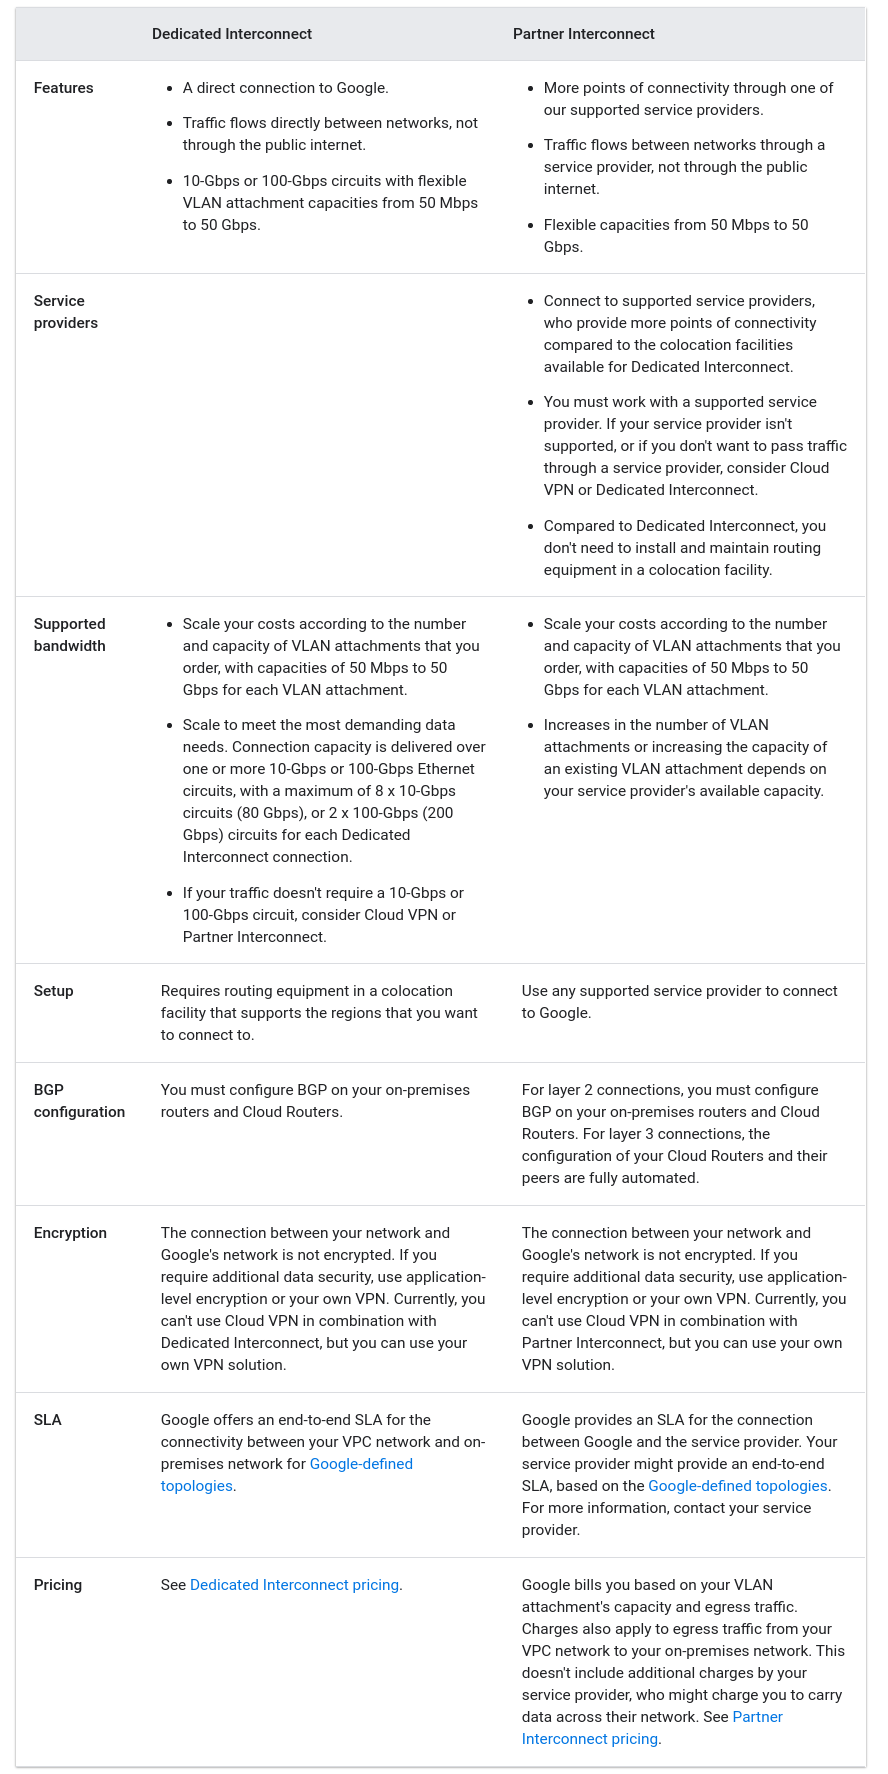 Dedicated Interconnect
Partner Interconnect
Features
• A direct connection to Google.
• Traffic flows directly between networks, not
through the public internet.
• 10-Gbps or 100-Gbps circuits with flexible
VLAN attachment capacities from 50 Mbps
to 50 Gbps.
• More points of connectivity through one of
our supported service providers.
• Traffic flows between networks through a
service provider, not through the public
internet.
• Flexible capacities from 50 Mbps to 50
Gbps.
Service
providers
• Connect to supported service providers,
who provide more points of connectivity
compared to the colocation facilities
available for Dedicated Interconnect.
• You must work with a supported service
provider. If your service provider isn't
supported, or if you don't want to pass traffic
through a service provider, consider Cloud
VPN or Dedicated Interconnect.
• Compared to Dedicated Interconnect, you
don't need to install and maintain routing
equipment in a colocation facility.
Supported
bandwidth
• Scale your costs according to the number
and capacity of VLAN attachments that you
order, with capacities of 50 Mbps to 50
Gbps for each VLAN attachment.
• Scale to meet the most demanding data
needs. Connection capacity is delivered over
one or more 10-Gbps or 100-Gbps Ethernet
circuits, with a maximum of 8 x 10-Gbps
circuits (80 Gbps), or 2 x 100-Gbps (200
Gbps) circuits for each Dedicated
Interconnect connection.
• If your traffic doesn't require a 10-Gbps or
100-Gbps circuit, consider Cloud VPN or
Partner Interconnect.
• Scale your costs according to the number
and capacity of VLAN attachments that you
order, with capacities of 50 Mbps to 50
Gbps for each VLAN attachment.
• Increases in the number of VLAN
attachments or increasing the capacity of
an existing VLAN attachment depends on
your service provider's available capacity.
Setup
Requires routing equipment in a colocation
facility that supports the regions that you want
to connect to.
Use any supported service provider to connect
to Google.
BGP
configuration
You must configure BGP on your on-premises
routers and Cloud Routers.
For layer 2 connections, you must configure
BGP on your on-premises routers and Cloud
Routers. For layer 3 connections, the
configuration of your Cloud Routers and their
peers are fully automated.
Encryption
The connection between your network and
Google's network is not encrypted. If you
require additional data security, use application-
level encryption or your own VPN. Currently, you
can't use Cloud VPN in combination with
Dedicated Interconnect, but you can use your
own VPN solution.
The connection between your network and
Google's network is not encrypted. If you
require additional data security, use application-
level encryption or your own VPN. Currently, you
can't use Cloud VPN in combination with
Partner Interconnect, but you can use your own
VPN solution.
SLA
Google offers an end-to-end SLA for the
connectivity between your VPC network and on-
premises network for Google-defined
topologies.
Google provides an SLA for the connection
between Google and the service provider. Your
service provider might provide an end-to-end
SLA, based on the Google-defined topologies.
For more information, contact your service
provider.
Pricing
See Dedicated Interconnect pricing.
Google bills you based on your VLAN
attachment's capacity and egress traffic.
Charges also apply to egress traffic from your
VPC network to your on-premises network. This
doesn't include additional charges by your
service provider, who might charge you to carry
data across their network. See Partner
Interconnect pricing.